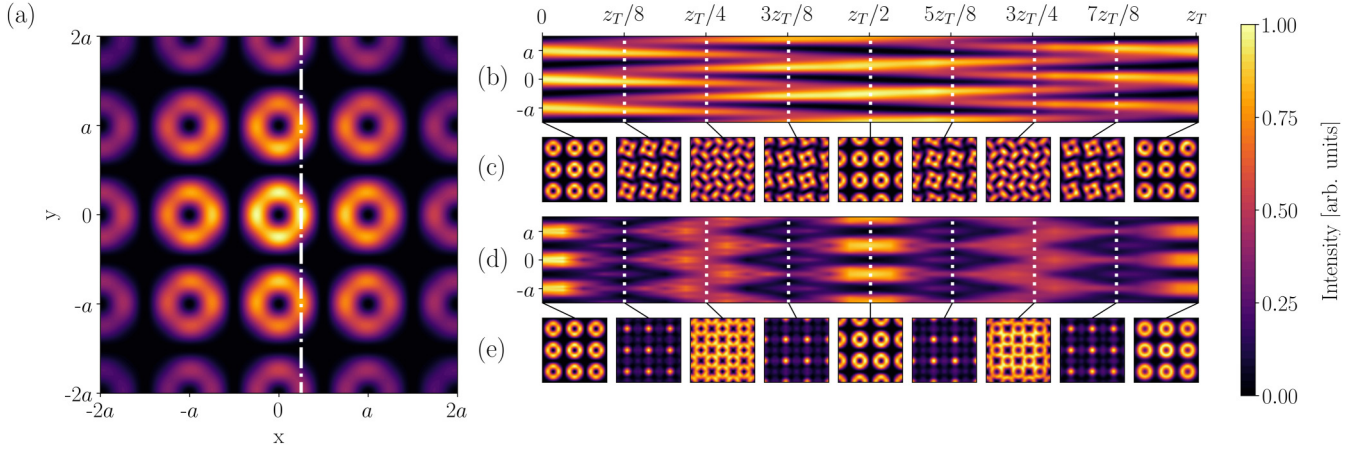 (a)
2a
a
y
0
-a
-2a
-2a
-a
0
a
2a
x
0
z_T/8
z_T/4
3z_T/8
z_T/2
5z_T/8
3z_T/4
7z_T/8
z_T
(b)
a
0
-a
(c)
(d)
a
0
-a
(e)
1.00
0.75
0.50
0.25
0.00
Intensity [arb. units]